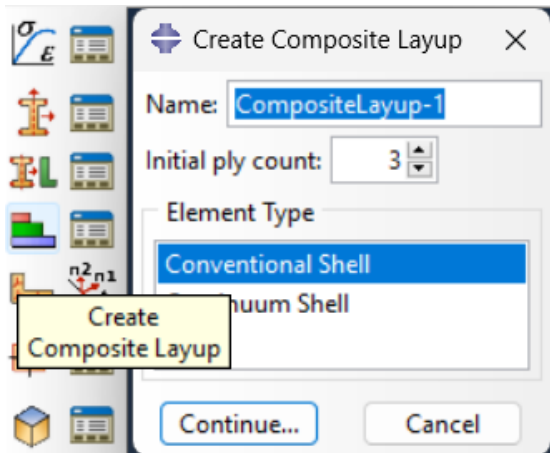 σ
ε
Create Composite Layup
Name: CompositeLayup-1
Initial ply count: 3
Element Type
Conventional Shell
nuum Shell
n2
n1
Create
Composite Layup
Continue...
Cancel